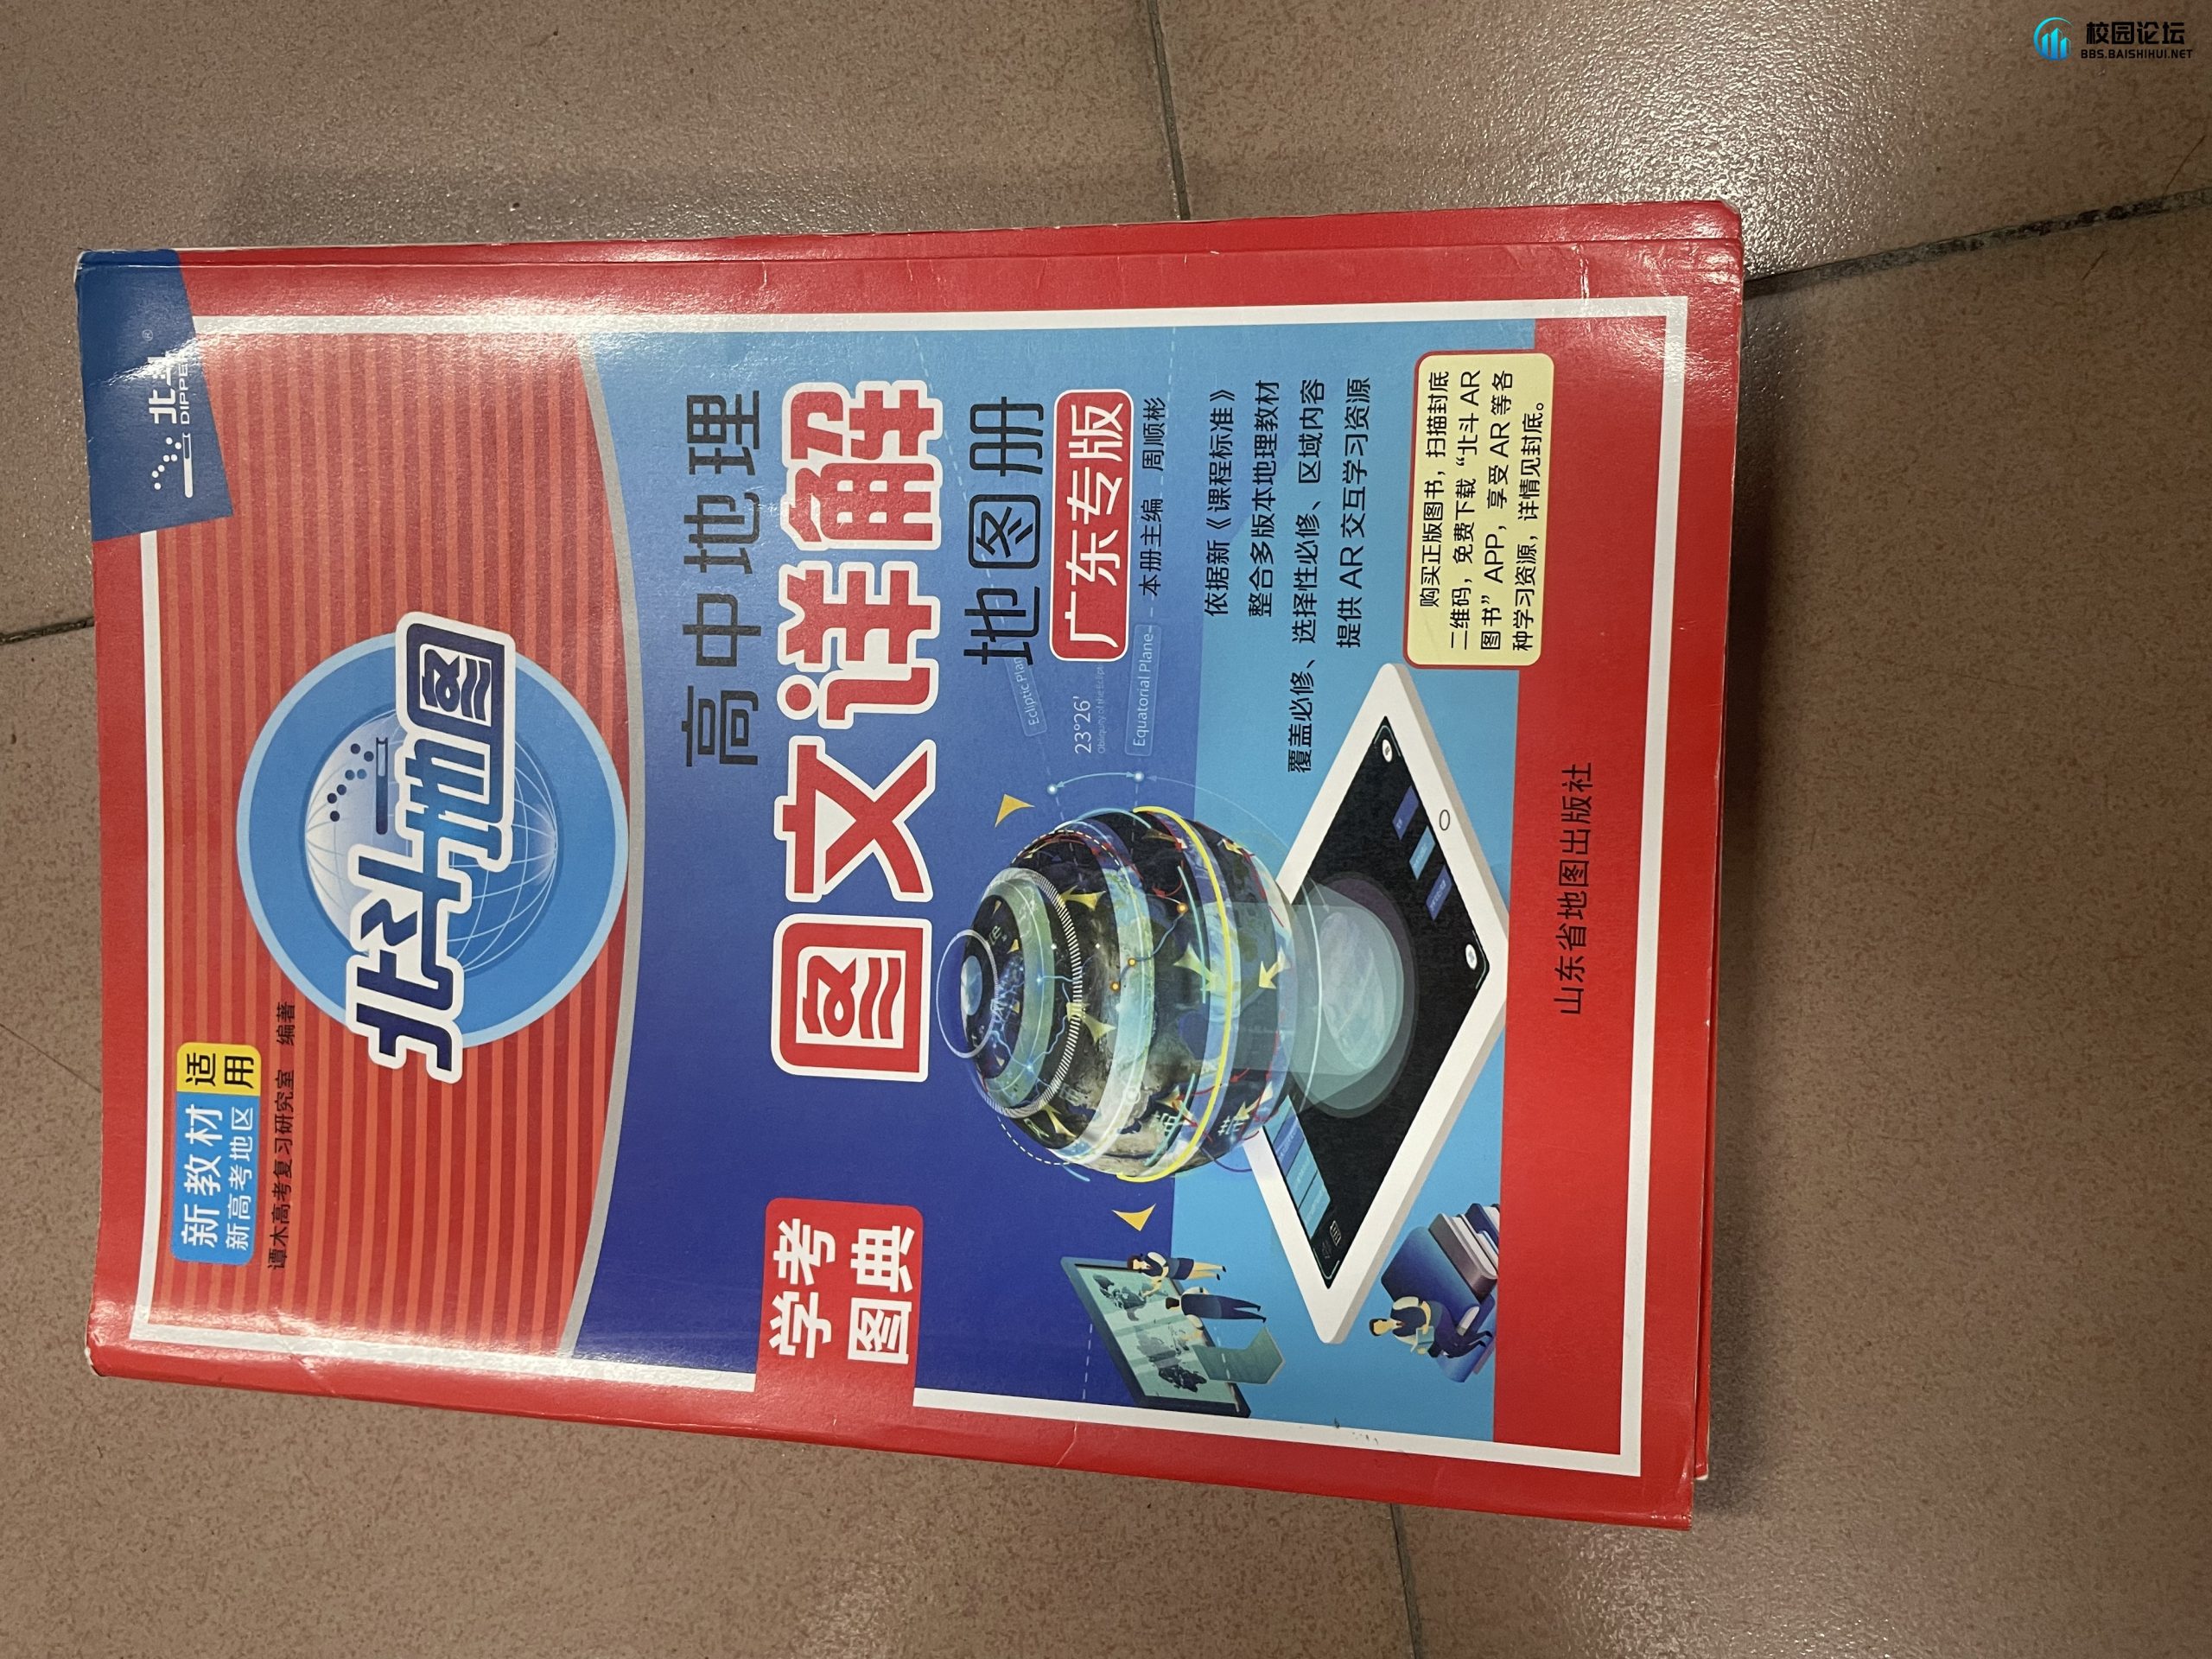 校园论坛
BBS.BAISHIHUI.NET
北斗
®
新教材
新高考地区
适用
谭木高考复习研究室 编著
北斗地图
高中地理
学考
图典
图文详解
地图册
广东专版
本册主编 周顺彬
23°26'
Equatorial Plane
依据新《课程标准》
整合多版本地理教材
覆盖必修、选择性必修、区域内容
提供 AR 交互学习资源
购买正版图书，扫描封底
二维码，免费下载“北斗 AR
图书”APP，享受 AR 等各
种学习资源，详情见封底。
山东省地图出版社